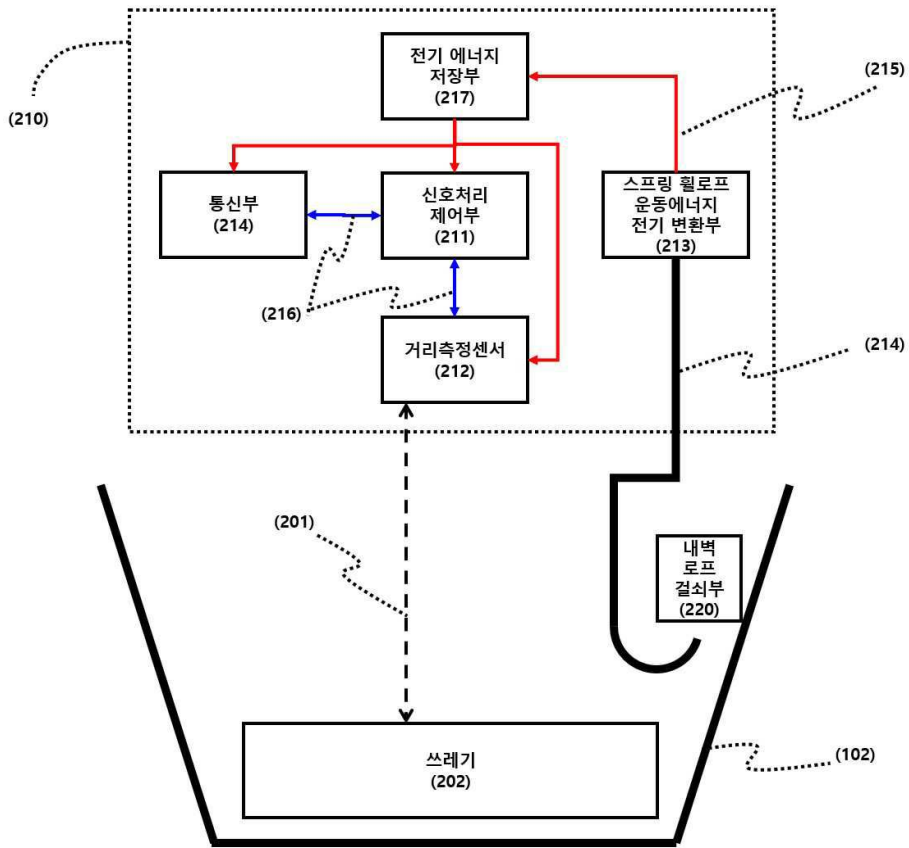 전기 에너지
저장부
(217)
(215)
(210)
통신부
(214)
신호처리
제어부
(211)
스프링 휠로프
운동에너지
전기 변환부
(213)
(216)
거리측정센서
(212)
(214)
(201)
내벽
로프
걸쇠부
(220)
쓰레기
(202)
(102)